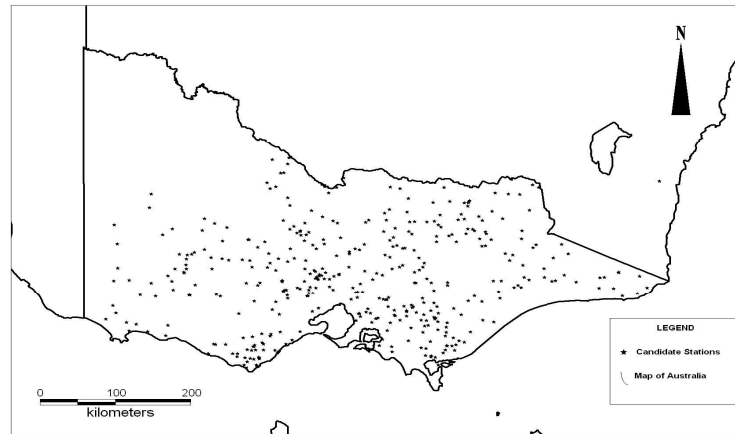 N
LEGEND
Candidate Stations
Map of Australia
0 100 200
kilometers